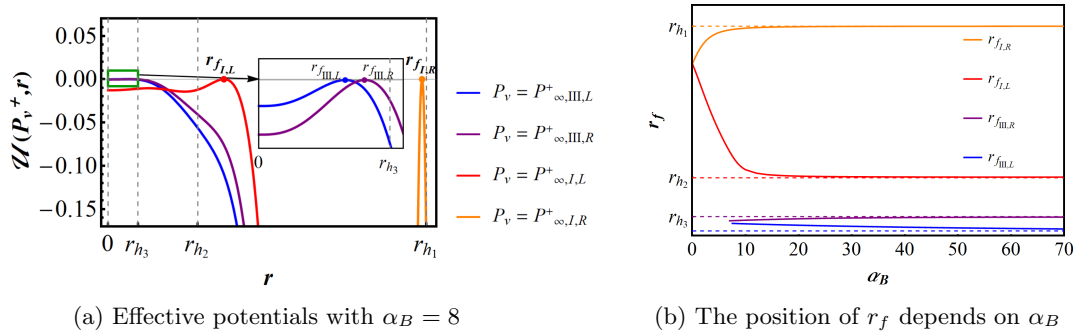 0.05
0.00
-0.05
-0.10
-0.15
𝒰(P_v^+, r)
r_{f_{I,L}}
r_{f_{I,R}}
r_{f_{III,L}}
r_{f_{III,R}}
0
r_{h_3}
0
r_{h_3}
r_{h_2}
r_{h_1}
r
P_v = P^+_{∞,III,L}
P_v = P^+_{∞,III,R}
P_v = P^+_{∞,I,L}
P_v = P^+_{∞,I,R}
(a) Effective potentials with α_B = 8
r_{h_1}
r_{h_2}
r_{h_3}
r_f
r_{f_{I,R}}
r_{f_{I,L}}
r_{f_{III,R}}
r_{f_{III,L}}
0 10 20 30 40 50 60 70
α_B
(b) The position of r_f depends on α_B